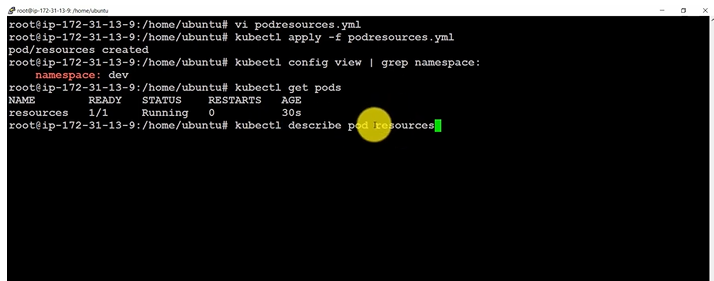 root@ip-172-31-13-9: /home/ubuntu
root@ip-172-31-13-9:/home/ubuntu# vi podresources.yml
root@ip-172-31-13-9:/home/ubuntu# kubectl apply -f podresources.yml
pod/resources created
root@ip-172-31-13-9:/home/ubuntu# kubectl config view | grep namespace:
    namespace: dev
root@ip-172-31-13-9:/home/ubuntu# kubectl get pods
NAME        READY   STATUS    RESTARTS   AGE
resources   1/1     Running   0          30s
root@ip-172-31-13-9:/home/ubuntu# kubectl describe pod resources